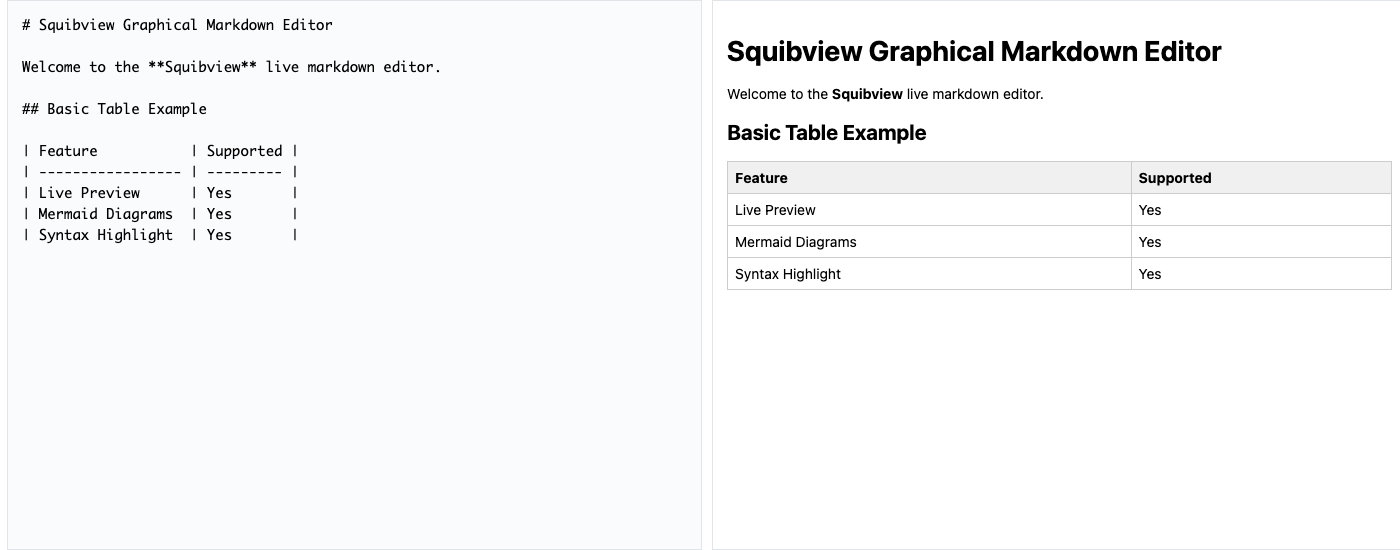 # Squibview Graphical Markdown Editor
Welcome to the **Squibview** live markdown editor.
## Basic Table Example
| Feature           | Supported |
| ----------------- | --------- |
| Live Preview      | Yes       |
| Mermaid Diagrams  | Yes       |
| Syntax Highlight  | Yes       |
Squibview Graphical Markdown Editor
Welcome to the Squibview live markdown editor.
Basic Table Example
Feature Supported
Live Preview Yes
Mermaid Diagrams Yes
Syntax Highlight Yes